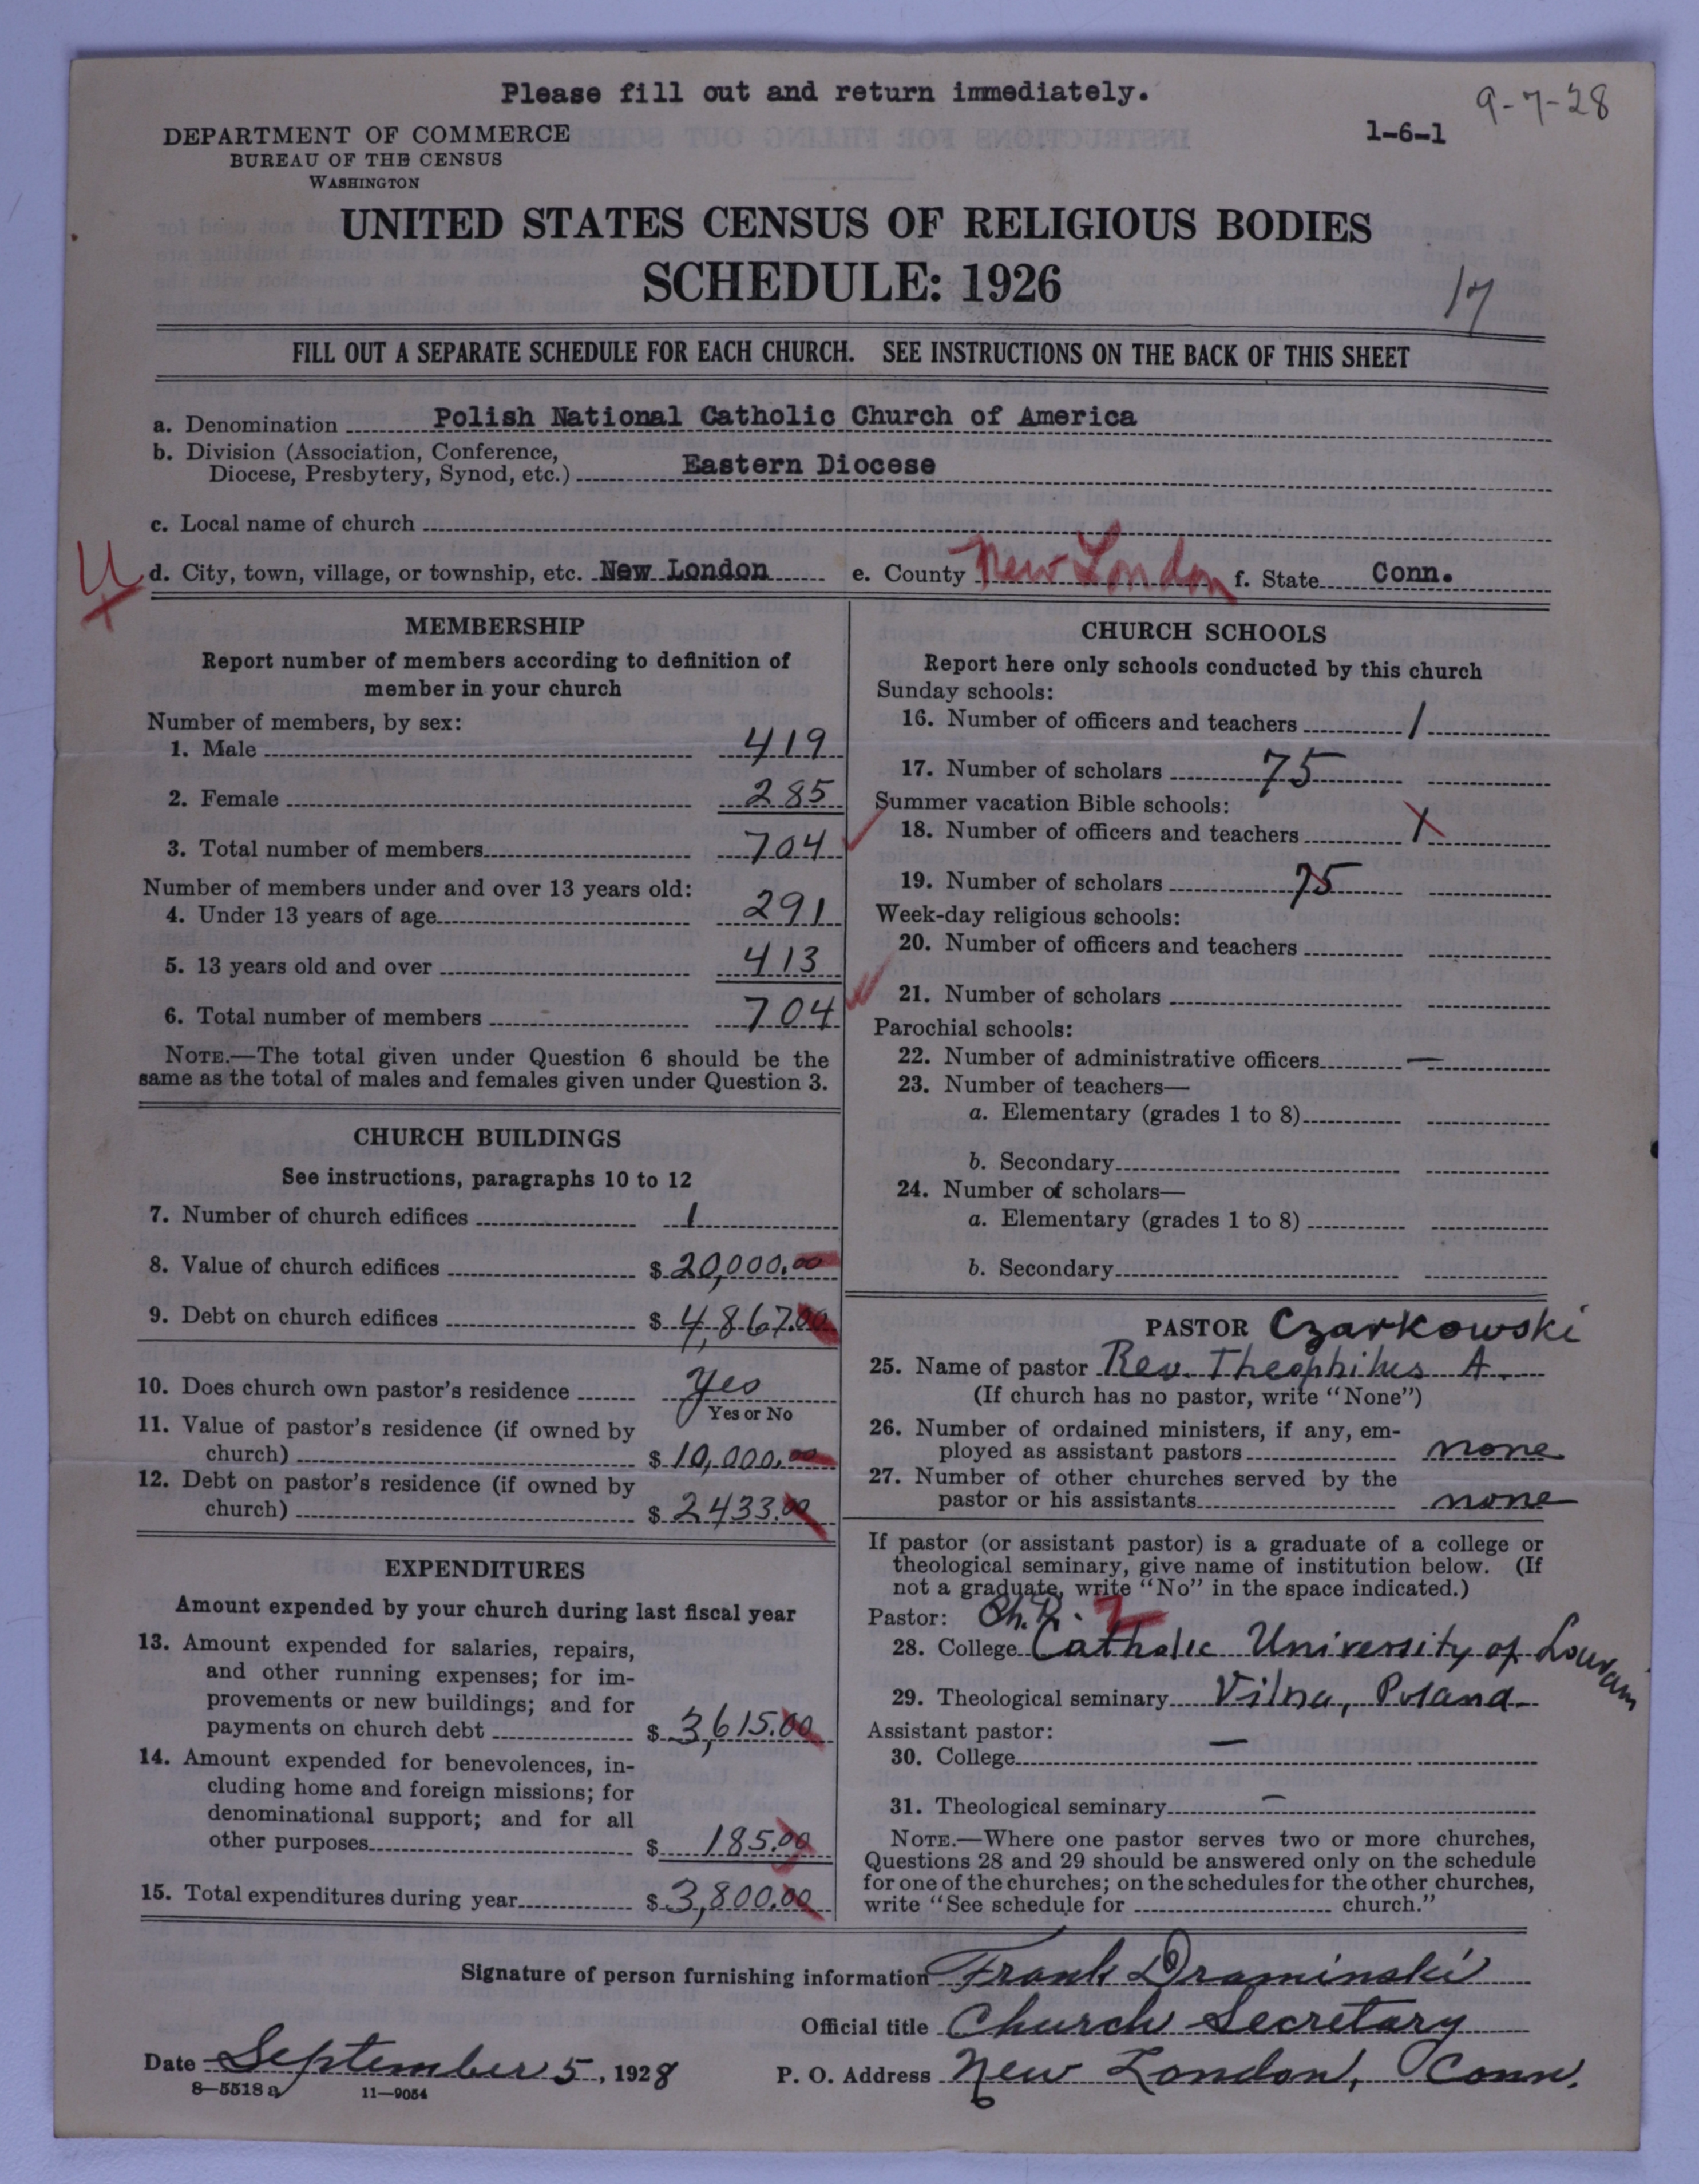 Please fill out and return immediately.
9-7-28
1-6-1
DEPARTMENT OF COMMERCE
BUREAU OF THE CENSUS
WASHINGTON
UNITED STATES CENSUS OF RELIGIOUS BODIES
SCHEDULE: 1926
17
FILL OUT A SEPARATE SCHEDULE FOR EACH CHURCH. SEE INSTRUCTIONS ON THE BACK OF THIS SHEET
a. Denomination Polish National Catholic Church of America
b. Division (Association, Conference,
Diocese, Presbytery, Synod, etc.) Eastern Diocese
c. Local name of church
d. City, town, village, or township, etc. New London e. County New London f. State Conn.
MEMBERSHIP
Report number of members according to definition of
member in your church
Number of members, by sex:
1. Male 419
2. Female 285
3. Total number of members 704
Number of members under and over 13 years old:
4. Under 13 years of age 291
5. 13 years old and over 413
6. Total number of members 704
NOTE.—The total given under Question 6 should be the
same as the total of males and females given under Question 3.
CHURCH BUILDINGS
See instructions, paragraphs 10 to 12
7. Number of church edifices 1
8. Value of church edifices $ 20,000.00
9. Debt on church edifices $ 4,867.00
10. Does church own pastor's residence Yes
Yes or No
11. Value of pastor's residence (if owned by
church) $ 10,000.00
12. Debt on pastor's residence (if owned by
church) $ 2433.00
EXPENDITURES
Amount expended by your church during last fiscal year
13. Amount expended for salaries, repairs,
and other running expenses; for im-
provements or new buildings; and for
payments on church debt $ 3,615.00
14. Amount expended for benevolences, in-
cluding home and foreign missions; for
denominational support; and for all
other purposes $ 185.00
15. Total expenditures during year $ 3,800.00
CHURCH SCHOOLS
Report here only schools conducted by this church
Sunday schools:
16. Number of officers and teachers 1
17. Number of scholars 75
Summer vacation Bible schools:
18. Number of officers and teachers 1
19. Number of scholars 75
Week-day religious schools:
20. Number of officers and teachers
21. Number of scholars
Parochial schools:
22. Number of administrative officers —
23. Number of teachers—
a. Elementary (grades 1 to 8)
b. Secondary
24. Number of scholars—
a. Elementary (grades 1 to 8)
b. Secondary
PASTOR Czarkowski
25. Name of pastor Rev. Theophilus A.
(If church has no pastor, write "None")
26. Number of ordained ministers, if any, em-
ployed as assistant pastors none
27. Number of other churches served by the
pastor or his assistants none
If pastor (or assistant pastor) is a graduate of a college or
theological seminary, give name of institution below. (If
not a graduate, write "No" in the space indicated.)
Pastor: 2
28. College Catholic University of Louvain
29. Theological seminary Vilna, Poland
Assistant pastor:
30. College —
31. Theological seminary —
NOTE.—Where one pastor serves two or more churches,
Questions 28 and 29 should be answered only on the schedule
for one of the churches; on the schedules for the other churches,
write "See schedule for church."
Signature of person furnishing information Frank Draminski
Official title Church Secretary
Date September 5, 1928 P. O. Address New London, Conn.
8—5518a 11—9054